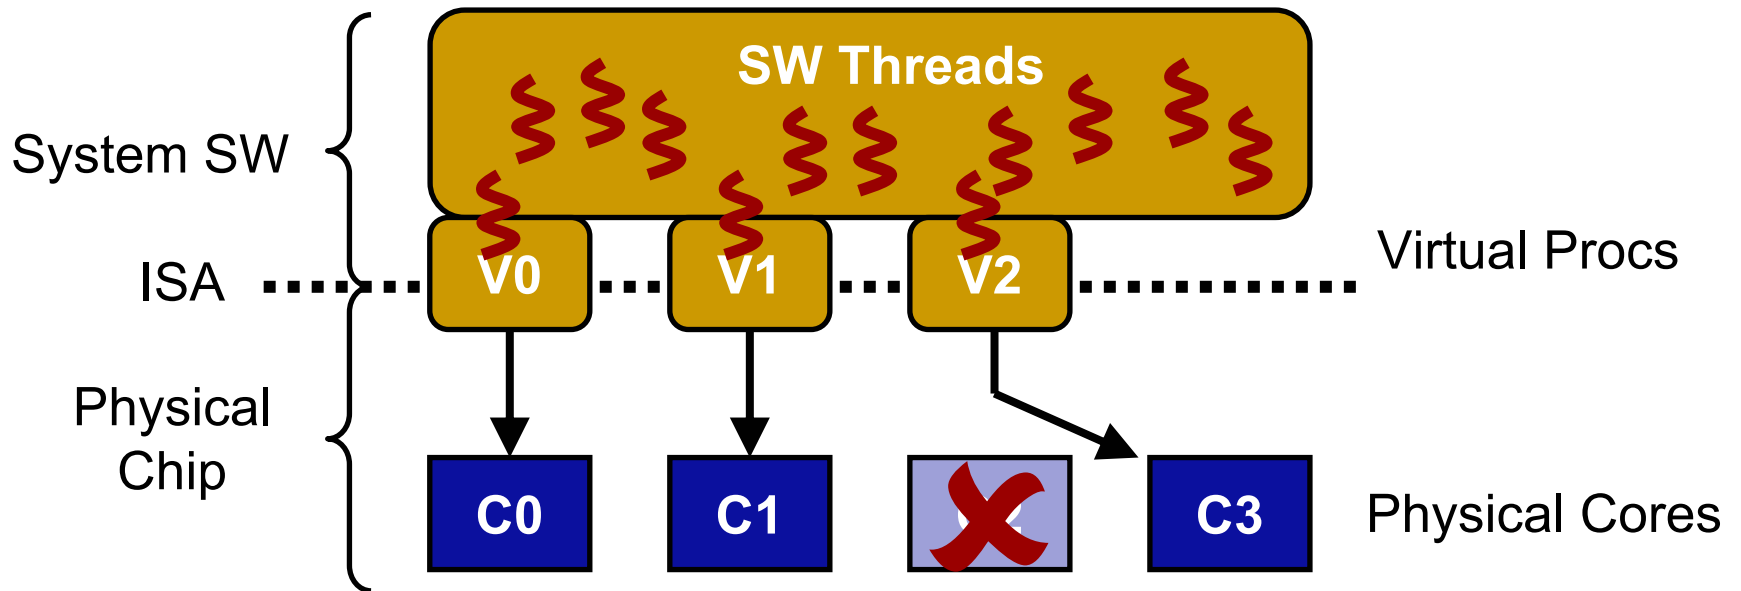 SW Threads
System SW
V0
V1
V2
Virtual Procs
ISA
Physical
Chip
C0
C1
C3
Physical Cores